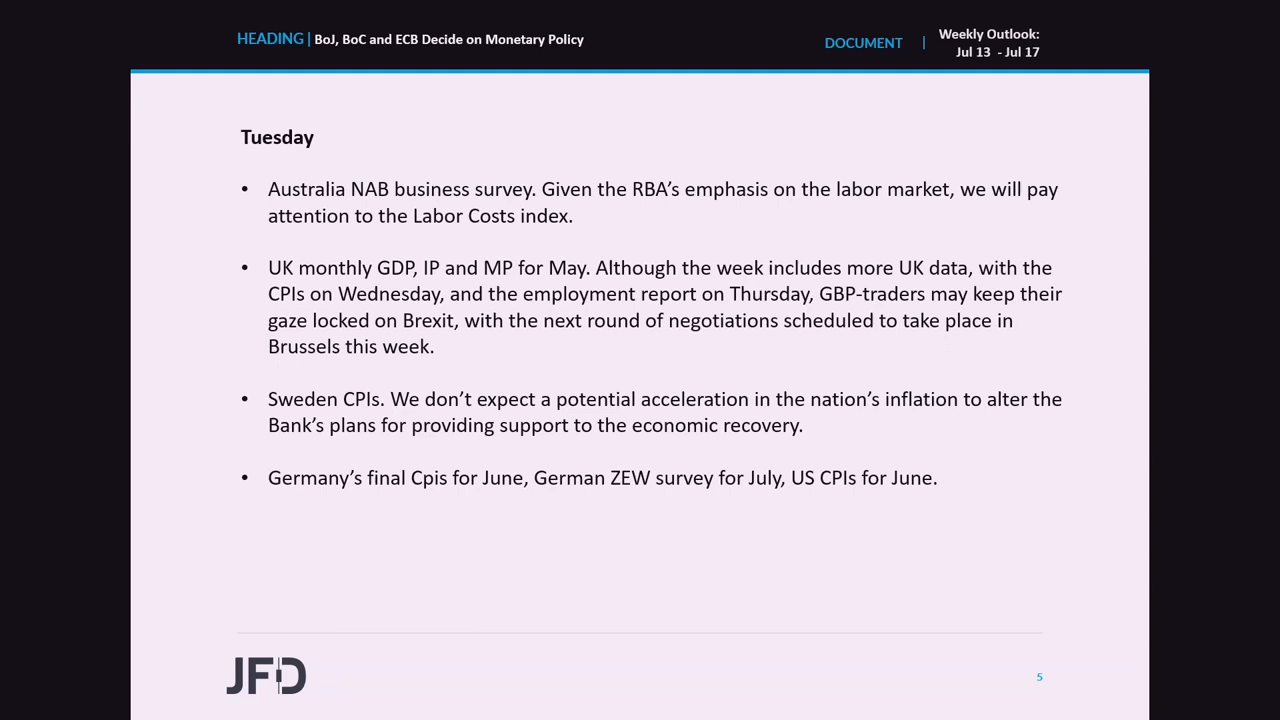 HEADING | BoJ, BoC and ECB Decide on Monetary Policy
DOCUMENT | Weekly Outlook:
Jul 13 - Jul 17
Tuesday
• Australia NAB business survey. Given the RBA’s emphasis on the labor market, we will pay
attention to the Labor Costs index.
• UK monthly GDP, IP and MP for May. Although the week includes more UK data, with the
CPIs on Wednesday, and the employment report on Thursday, GBP-traders may keep their
gaze locked on Brexit, with the next round of negotiations scheduled to take place in
Brussels this week.
• Sweden CPIs. We don’t expect a potential acceleration in the nation’s inflation to alter the
Bank’s plans for providing support to the economic recovery.
• Germany’s final Cpis for June, German ZEW survey for July, US CPIs for June.
JFD
5